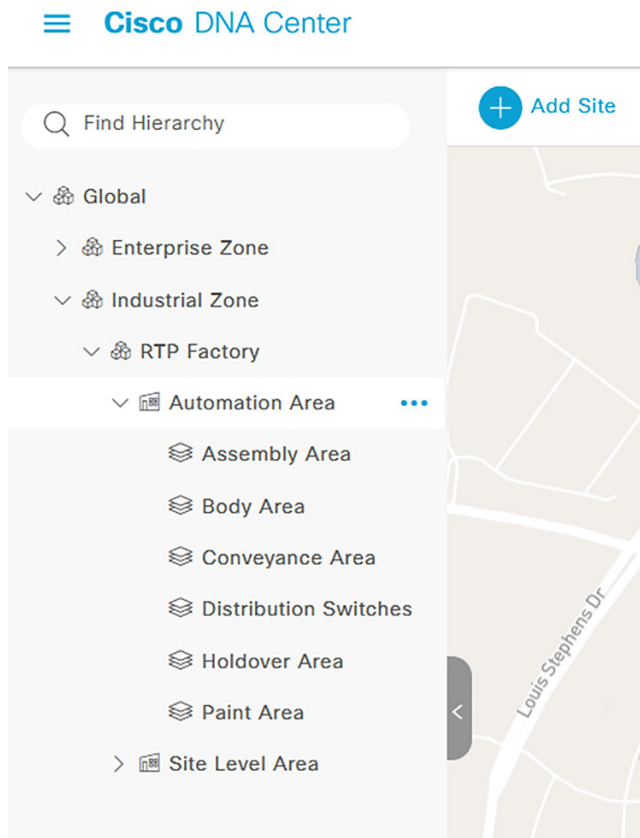 Cisco DNA Center
Find Hierarchy
Add Site
Global
Enterprise Zone
Industrial Zone
RTP Factory
Automation Area
Assembly Area
Body Area
Conveyance Area
Distribution Switches
Holdover Area
Paint Area
Site Level Area
Louis Stephens Dr